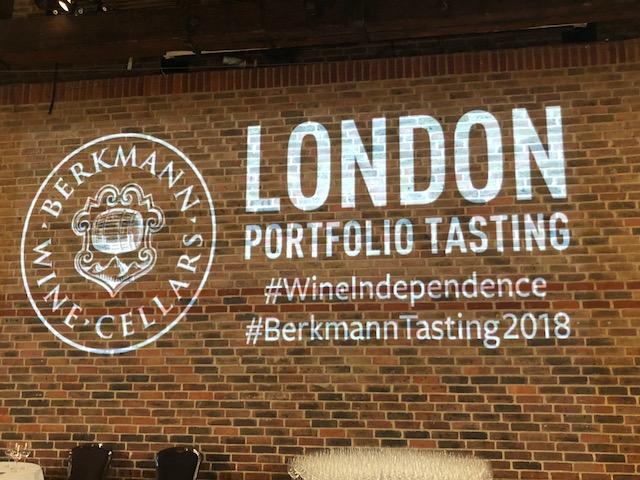 BERKMANN
WINE · CELLARS
LONDON
PORTFOLIO TASTING
#WineIndependence
#BerkmannTasting2018